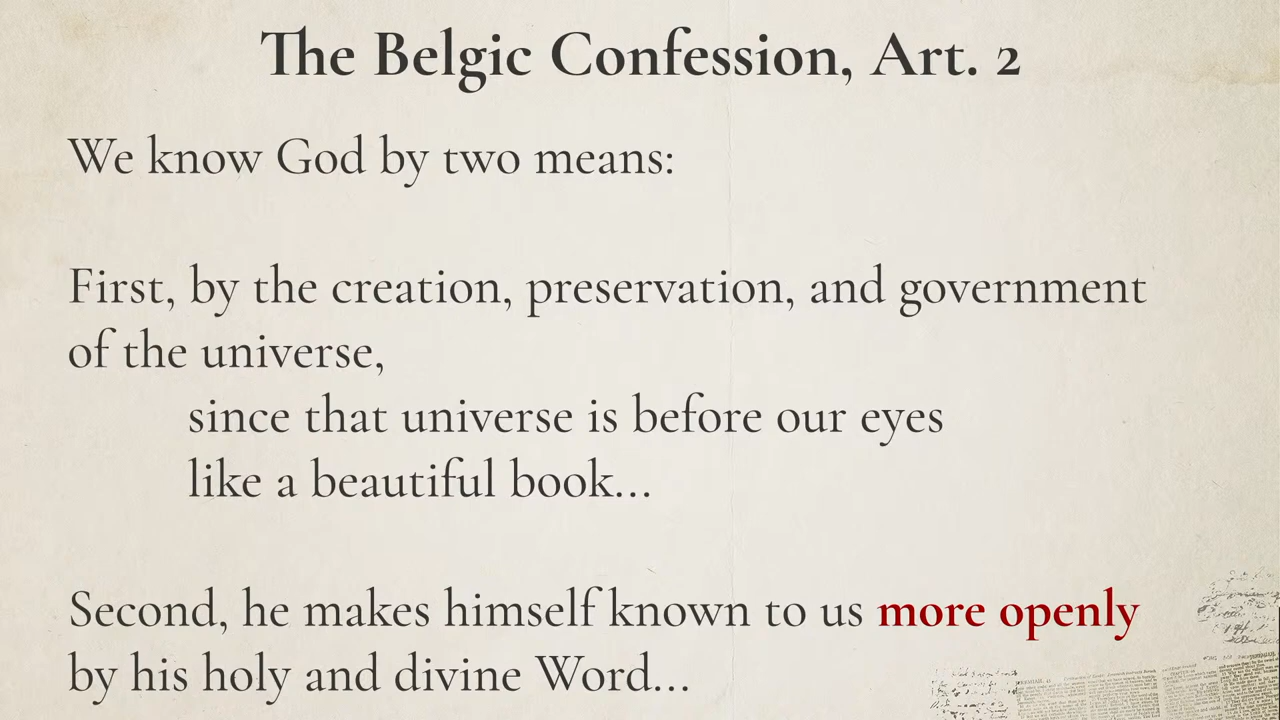 The Belgic Confession, Art. 2
We know God by two means:
First, by the creation, preservation, and government
of the universe,
since that universe is before our eyes
like a beautiful book...
Second, he makes himself known to us more openly
by his holy and divine Word...